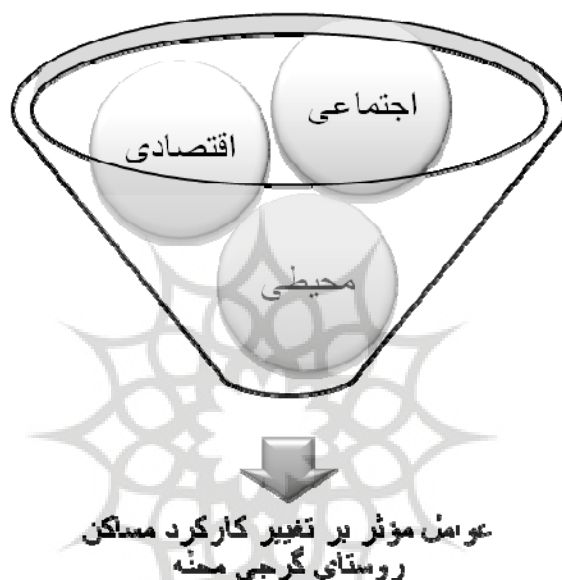 اجتماعی
اقتصادی
محیطی
عوامل مؤثر بر تغییر کارکرد مساکن
روستای گرجی محله